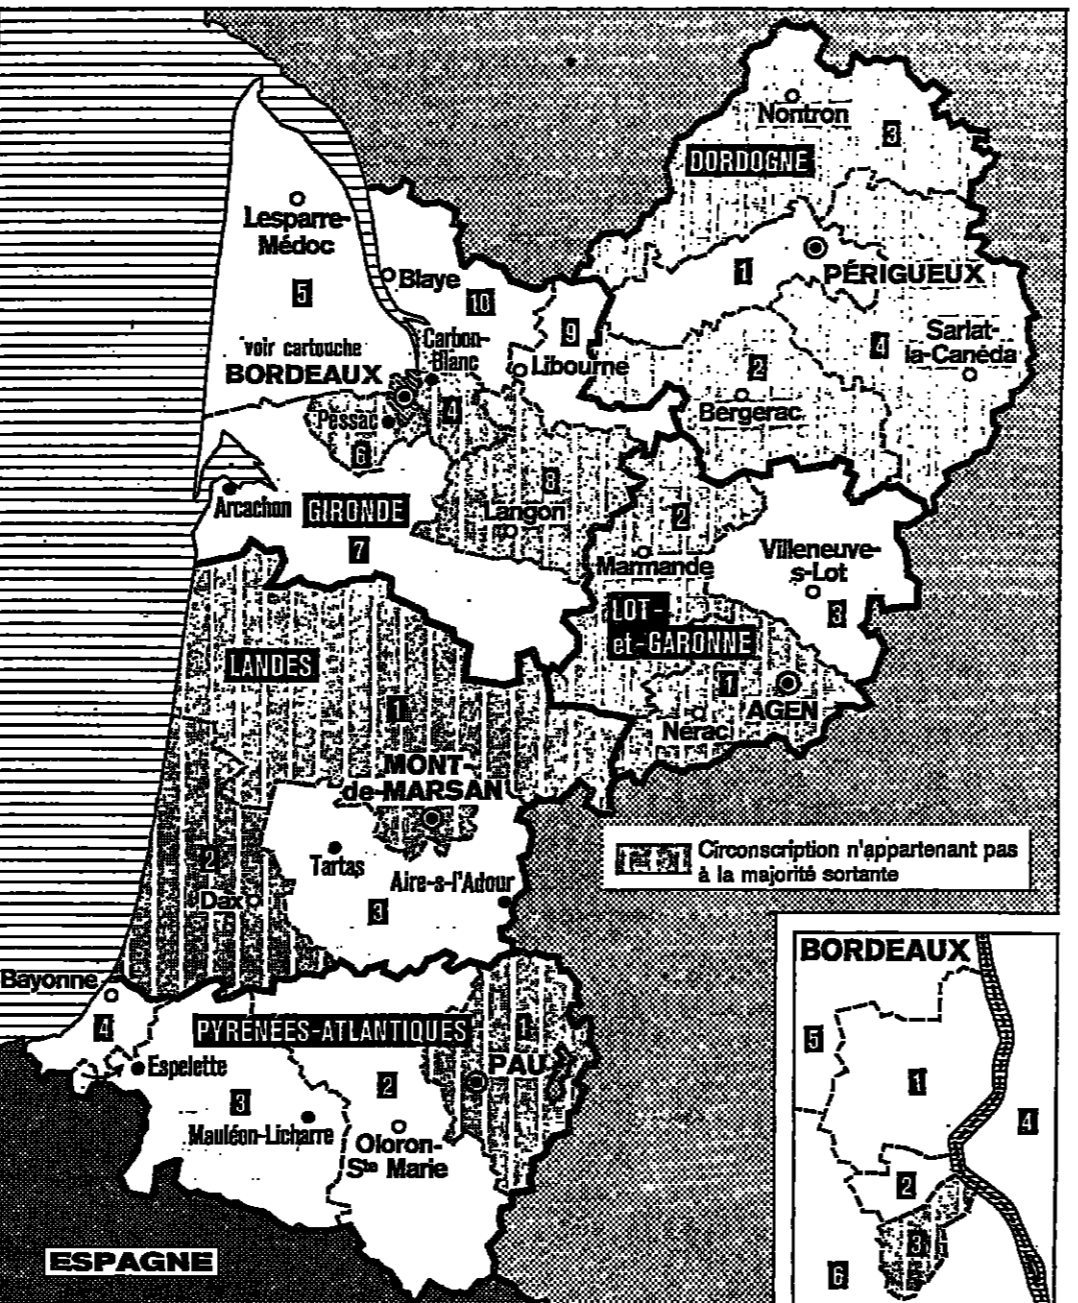 Nontron
3
DORDOGNE
Lesparre-
Médoc
1
PÉRIGUEUX
Blaye
5
10
9
Sarlat-
la-Canéda
4
voir cartouche
Carbon-
Blanc
BORDEAUX
Libourne
2
Bergerac
4
Pessac
6
8
Arcachon
GIRONDE
Langon
2
7
Villeneuve-
s-Lot
Marmande
3
LOT-
et-GARONNE
LANDES
1
AGEN
1
Nérac
MONT-
de-MARSAN
2
Tartas
Circonscription n'appartenant pas
à la majorité sortante
Aire-s-l'Adour
Dax
3
BORDEAUX
Bayonne
4
PYRÉNÉES-ATLANTIQUES
1
5
Espelette
PAU
2
1
3
Mauléon-Licharre
4
Oloron-
Ste Marie
2
3
ESPAGNE
6